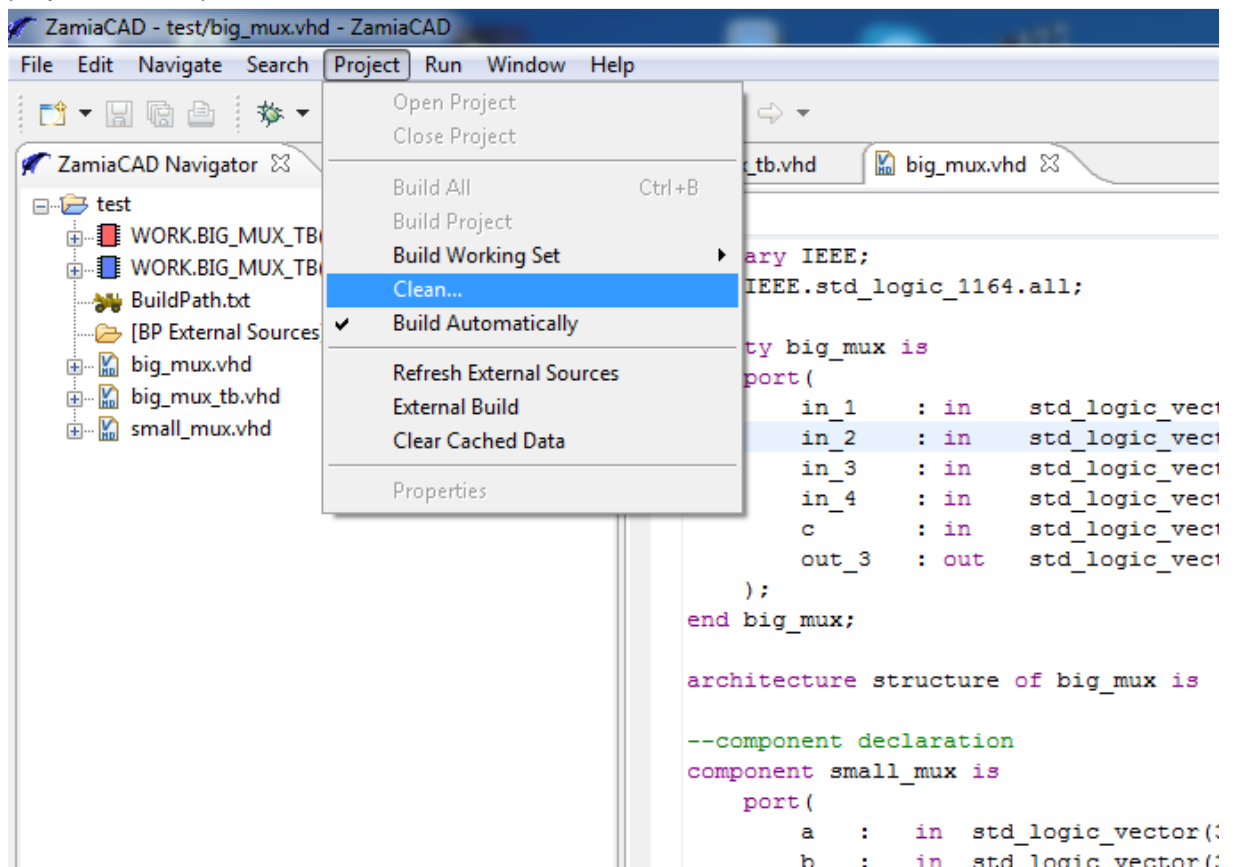 ZamiaCAD - test/big_mux.vhd - ZamiaCAD
File Edit Navigate Search Project Run Window Help
Open Project
Close Project
Build All Ctrl+B
Build Project
Build Working Set
Clean...
Build Automatically
Refresh External Sources
External Build
Clear Cached Data
Properties
ZamiaCAD Navigator
test
WORK.BIG_MUX_TB(
WORK.BIG_MUX_TB(
BuildPath.txt
[BP External Sources]
big_mux.vhd
big_mux_tb.vhd
small_mux.vhd
_tb.vhd big_mux.vhd
ary IEEE;
IEEE.std_logic_1164.all;
ty big_mux is
port(
in_1 : in std_logic_vect
in_2 : in std_logic_vect
in_3 : in std_logic_vect
in_4 : in std_logic_vect
c : in std_logic_vect
out_3 : out std_logic_vect
);
end big_mux;
architecture structure of big_mux is
--component declaration
component small_mux is
port(
a : in std_logic_vector(3
b : in std_logic_vector(3